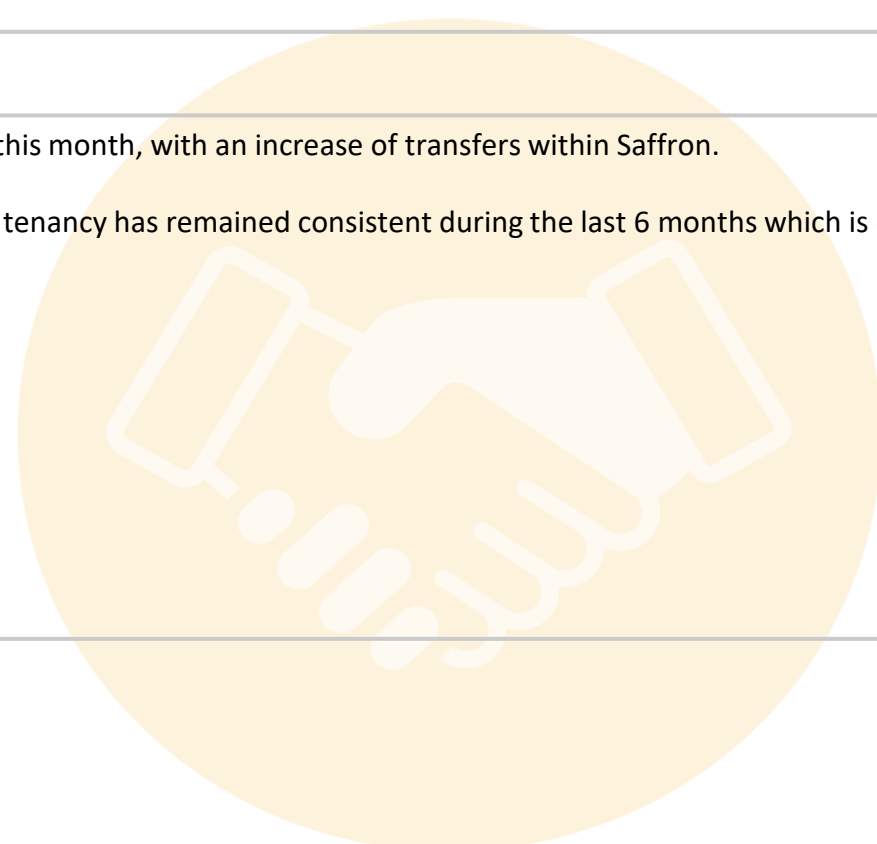 this month, with an increase of transfers within Saffron.
tenancy has remained consistent during the last 6 months which is